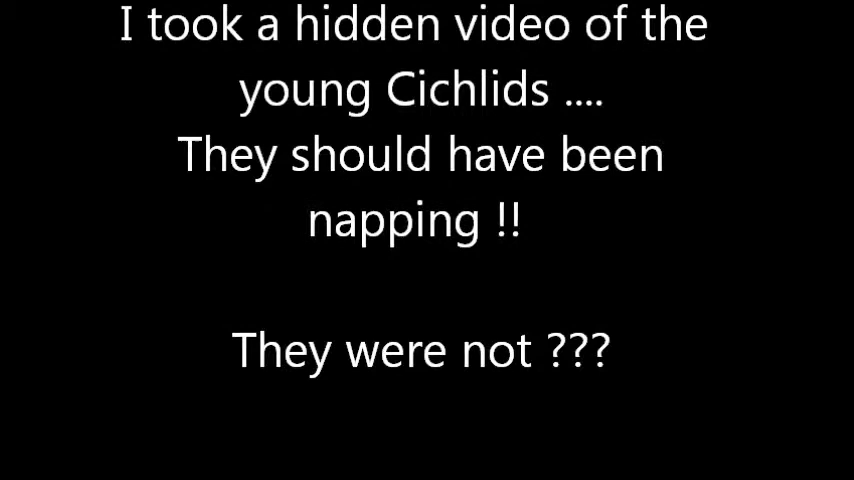 I took a hidden video of the
young Cichlids ....
They should have been
napping !!
They were not ???